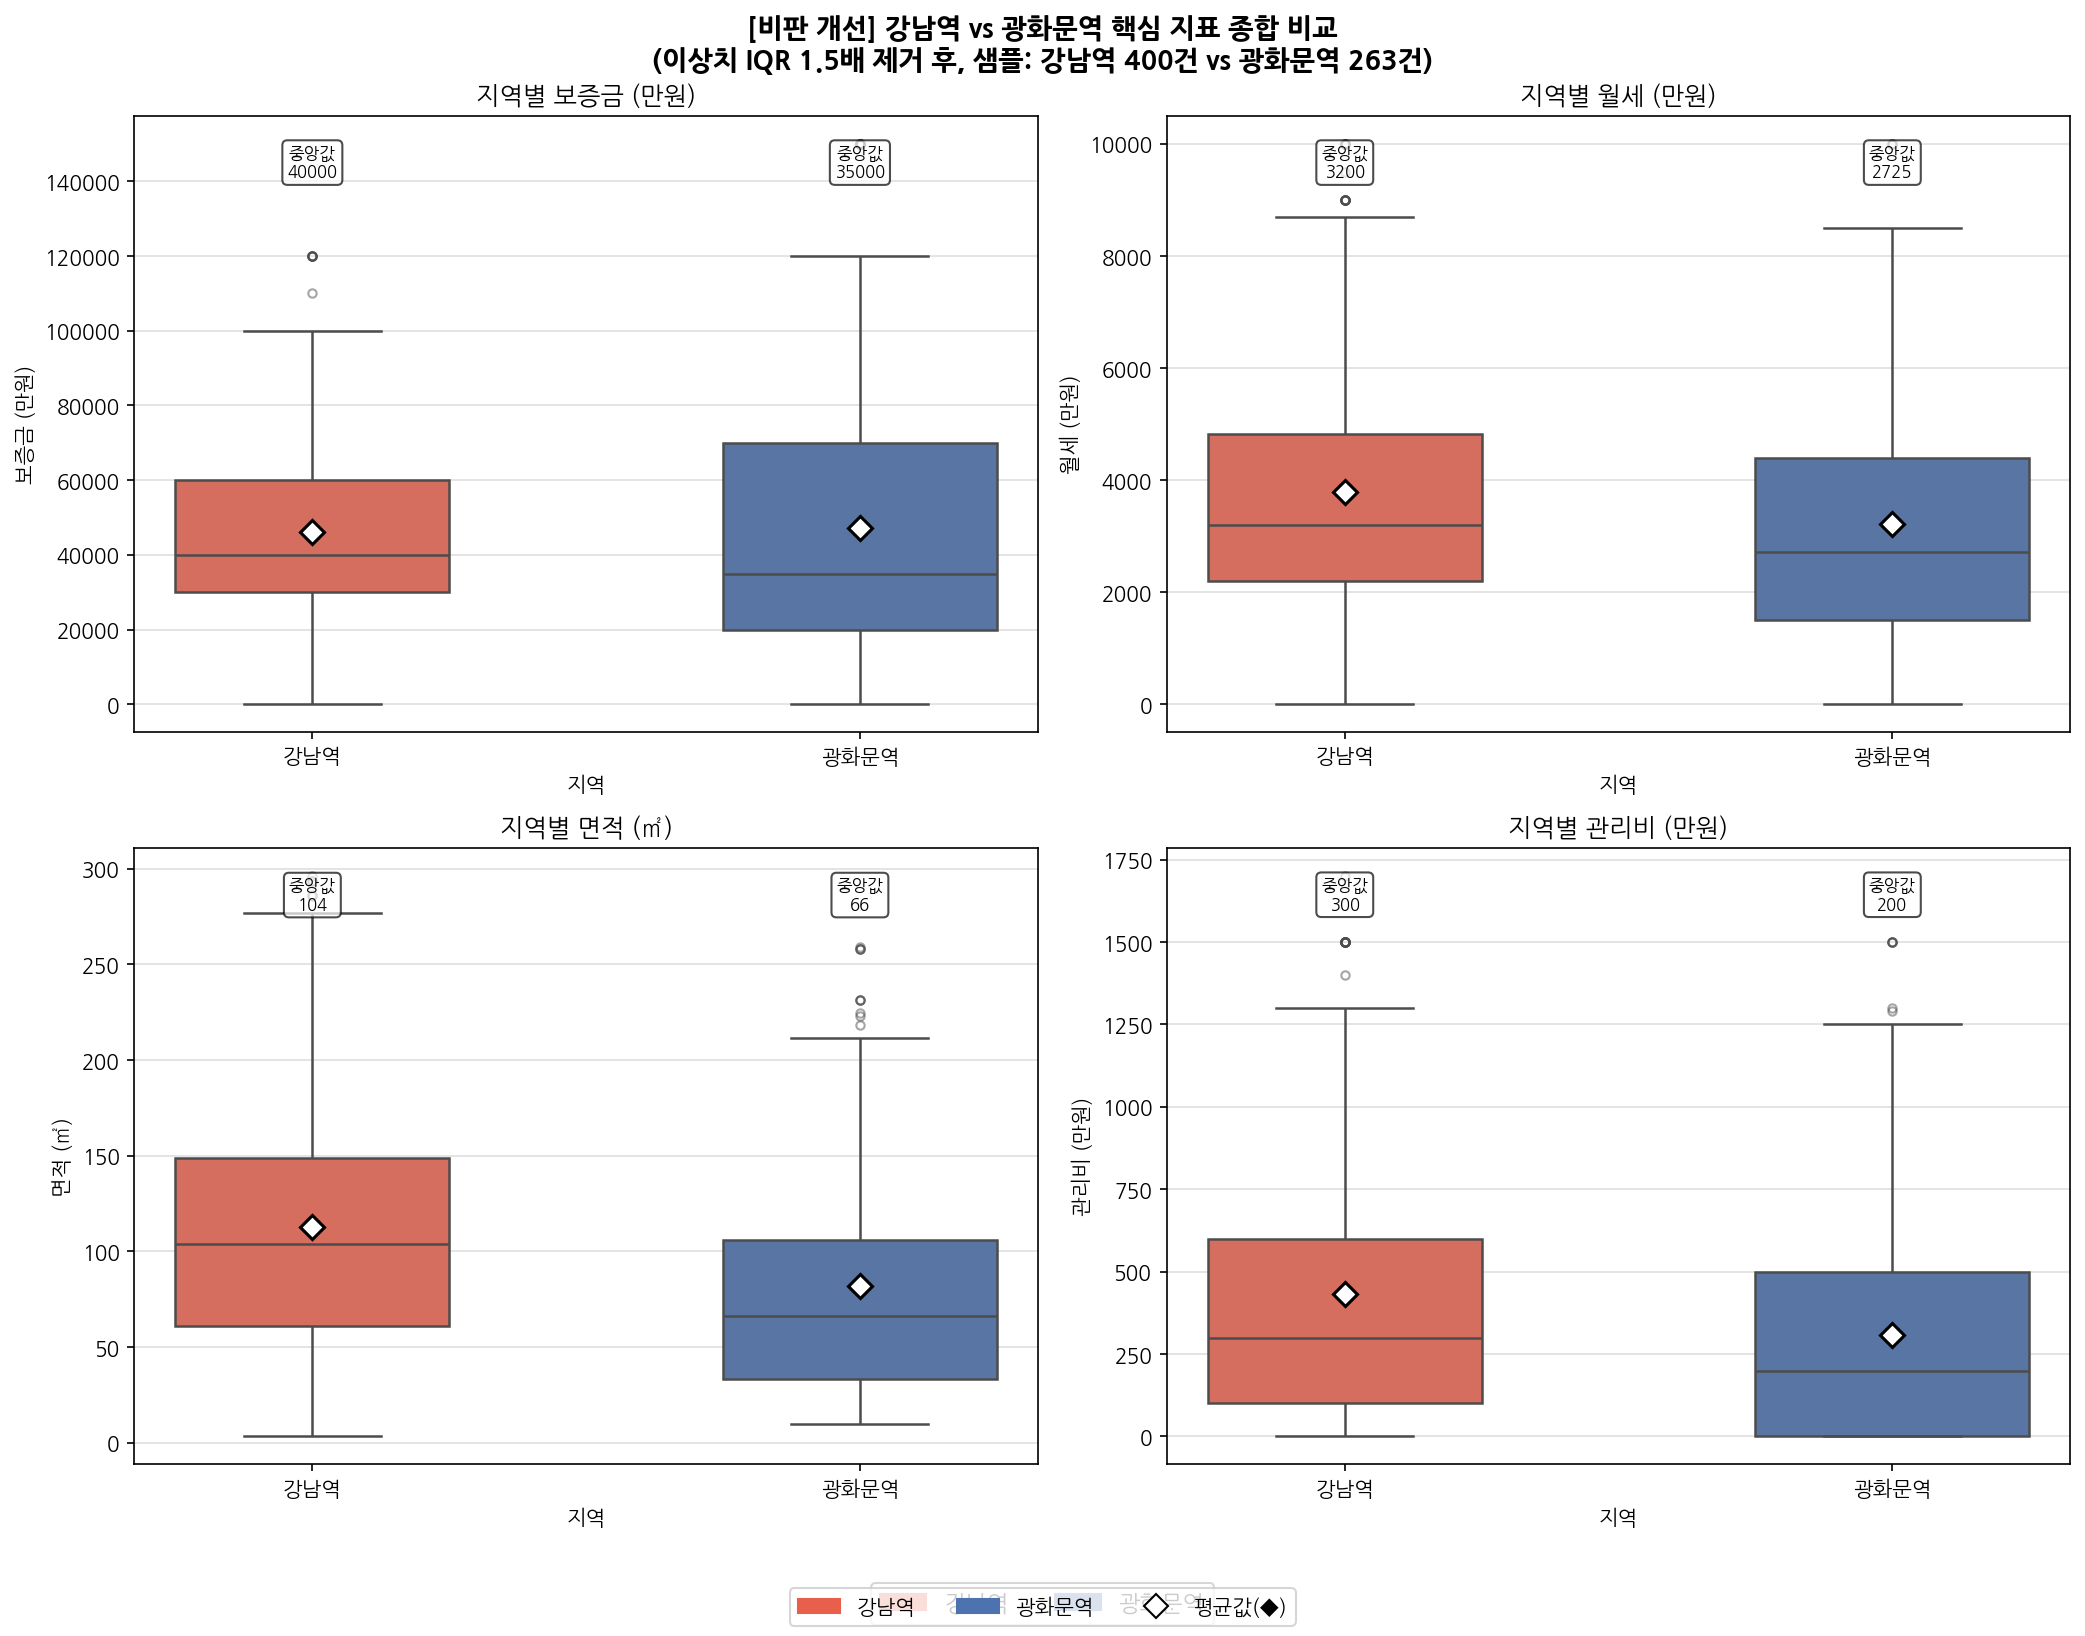 [비판 개선] 강남역 vs 광화문역 핵심 지표 종합 비교
(이상치 IQR 1.5배 제거 후, 샘플: 강남역 400건 vs 광화문역 263건)
지역별 보증금 (만원)
중앙값
40000
중앙값
35000
140000
120000
100000
80000
60000
40000
20000
0
보증금 (만원)
강남역
광화문역
지역
지역별 월세 (만원)
중앙값
3200
중앙값
2725
10000
8000
6000
4000
2000
0
월세 (만원)
강남역
광화문역
지역
지역별 면적 (㎡)
중앙값
104
중앙값
66
300
250
200
150
100
50
0
면적 (㎡)
강남역
광화문역
지역
지역별 관리비 (만원)
중앙값
300
중앙값
200
1750
1500
1250
1000
750
500
250
0
관리비 (만원)
강남역
광화문역
지역
강남역 광화문역
강남역 광화문역 평균값(◆)